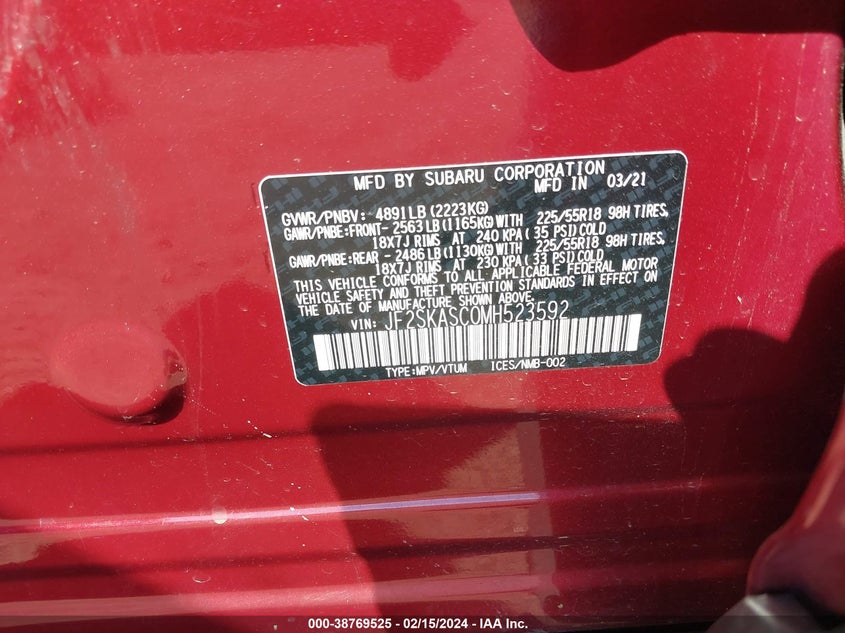 MFD BY SUBARU CORPORATION
MFD IN 03/21
GVWR/PNBV: 4891LB (2223KG)
GAWR/PNBE:FRONT- 2563LB (1165KG) WITH 225/55R18 98H TIRES,
18X7J RIMS AT 240 KPA( 35 PSI) COLD
GAWR/PNBE:REAR - 2486LB (1130KG) WITH 225/55R18 98H TIRES,
18X7J RIMS AT 230 KPA( 33 PSI) COLD
THIS VEHICLE CONFORMS TO ALL APPLICABLE FEDERAL MOTOR
VEHICLE SAFETY AND THEFT PREVENTION STANDARDS IN EFFECT ON
THE DATE OF MANUFACTURE SHOWN ABOVE.
VIN: JF2SKASC0MH523592
TYPE:MPV/VTUM ICES/NMB-002
000-38769525 - 02/15/2024 - © IAA Inc.